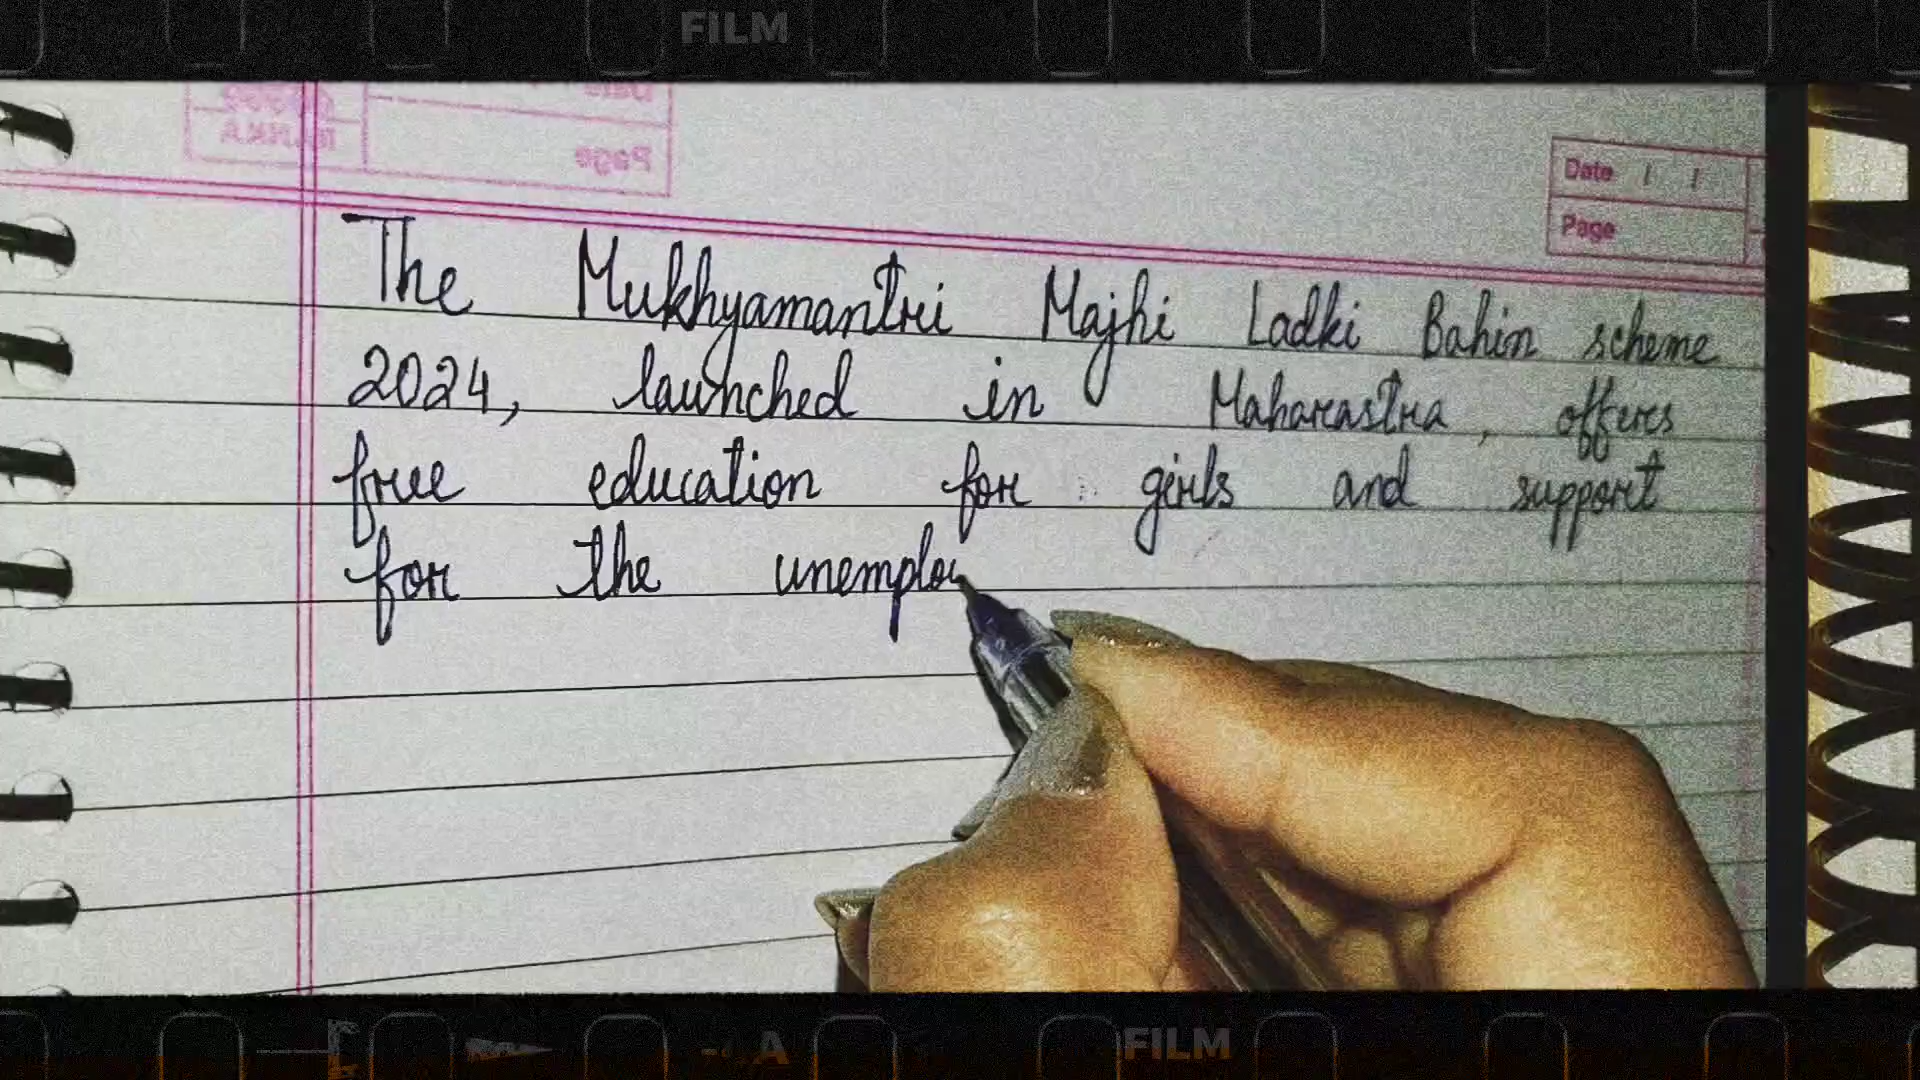 FILM
Date / /
Page
The Mukhyamantri Majhi Ladki Bahin scheme
2024, launched in Maharastra, offers
free education for girls and support
for the unemplo
FILM